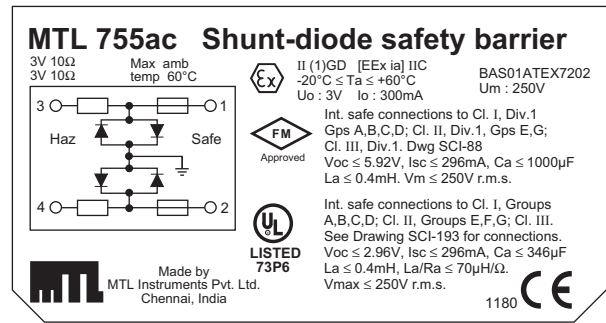 MTL 755ac Shunt-diode safety barrier
3V 10Ω
3V 10Ω
Max amb
temp 60°C
3
1
Haz
Safe
4
2
Ex
II (1)GD [EEx ia] IIC
-20°C ≤ Ta ≤ +60°C
Uo : 3V Io : 300mA
BAS01ATEX7202
Um : 250V
FM
Approved
Int. safe connections to Cl. I, Div.1
Gps A,B,C,D; Cl. II, Div.1, Gps E,G;
Cl. III, Div.1. Dwg SCI-88
Voc ≤ 5.92V, Isc ≤ 296mA, Ca ≤ 1000µF
La ≤ 0.4mH. Vm ≤ 250V r.m.s.
UL
LISTED
73P6
Int. safe connections to Cl. I, Groups
A,B,C,D; Cl. II, Groups E,F,G; Cl. III.
See Drawing SCI-193 for connections.
Voc ≤ 2.96V, Isc ≤ 296mA, Ca ≤ 346µF
La ≤ 0.4mH, La/Ra ≤ 70µH/Ω.
Vmax ≤ 250V r.m.s.
MTL
Made by
MTL Instruments Pvt. Ltd.
Chennai, India
1180 CE